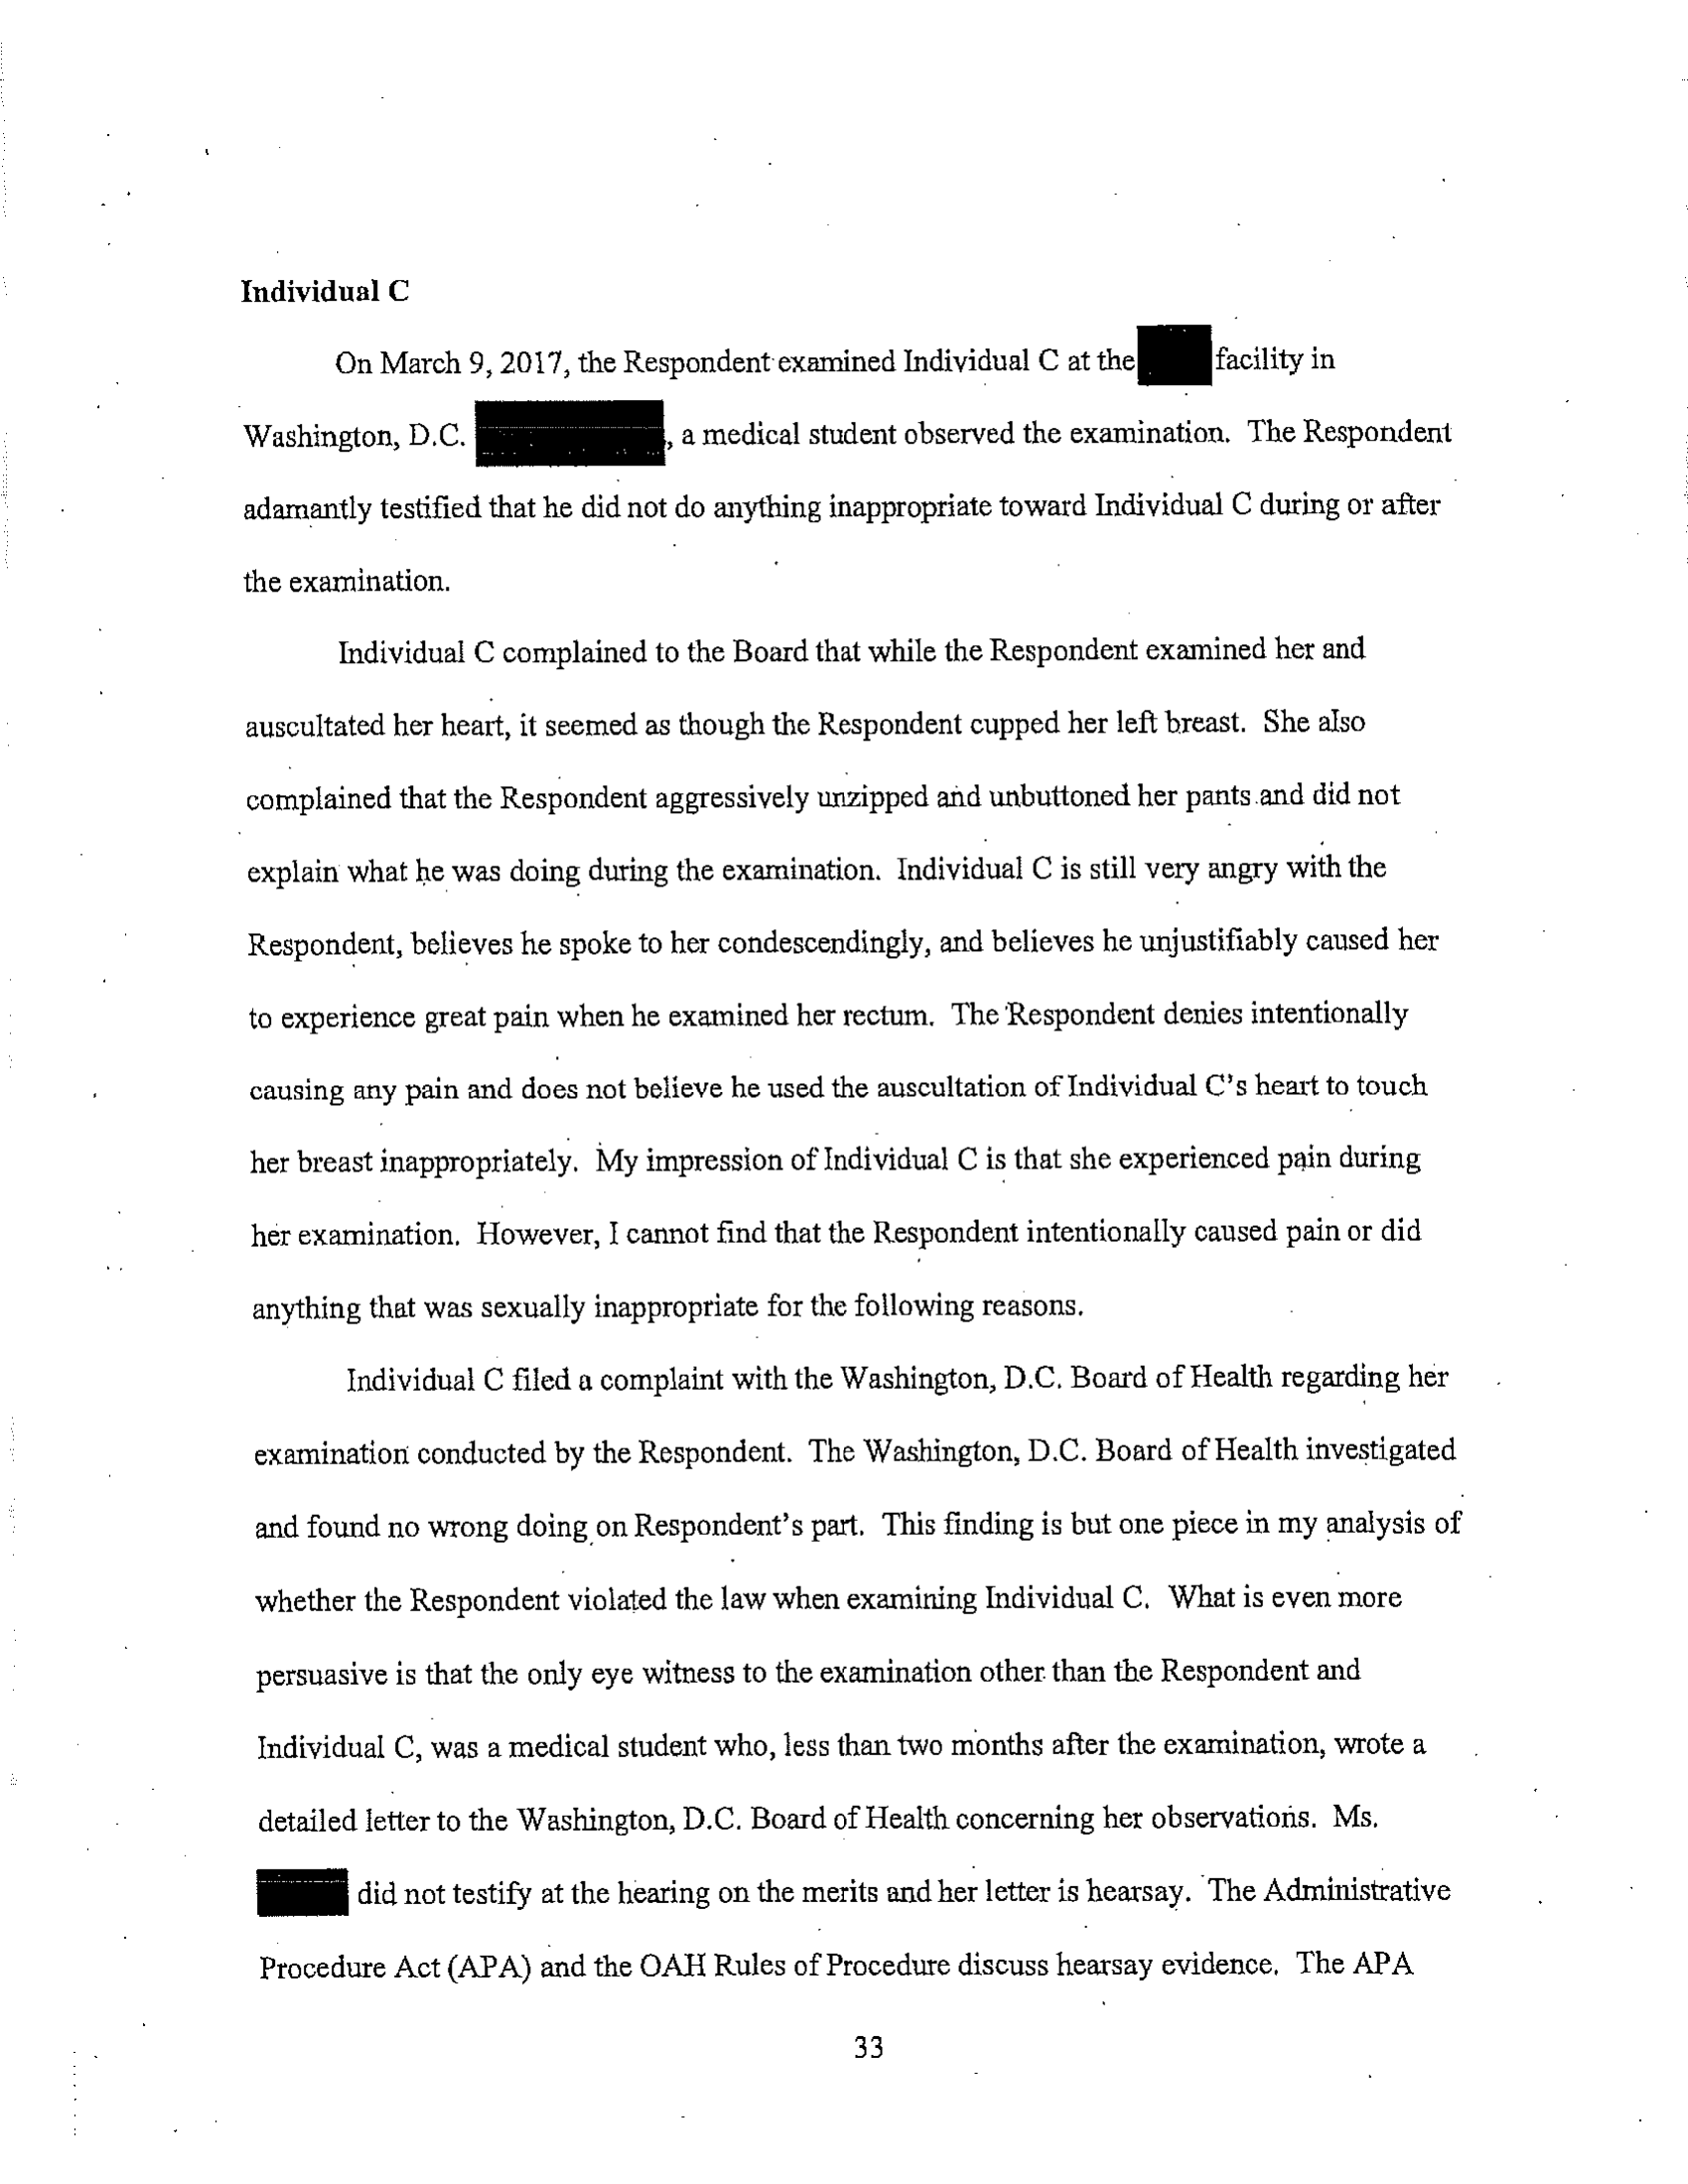 Individual C
On March 9, 2017, the Respondent examined Individual C at the facility in
Washington, D.C. , a medical student observed the examination. The Respondent
adamantly testified that he did not do anything inappropriate toward Individual C during or after
the examination.
Individual C complained to the Board that while the Respondent examined her and
auscultated her heart, it seemed as though the Respondent cupped her left breast. She also
complained that the Respondent aggressively unzipped and unbuttoned her pants and did not
explain what he was doing during the examination. Individual C is still very angry with the
Respondent, believes he spoke to her condescendingly, and believes he unjustifiably caused her
to experience great pain when he examined her rectum. The Respondent denies intentionally
causing any pain and does not believe he used the auscultation of Individual C's heart to touch
her breast inappropriately. My impression of Individual C is that she experienced pain during
her examination. However, I cannot find that the Respondent intentionally caused pain or did
anything that was sexually inappropriate for the following reasons.
Individual C filed a complaint with the Washington, D.C. Board of Health regarding her
examination conducted by the Respondent. The Washington, D.C. Board of Health investigated
and found no wrong doing on Respondent's part. This finding is but one piece in my analysis of
whether the Respondent violated the law when examining Individual C. What is even more
persuasive is that the only eye witness to the examination other than the Respondent and
Individual C, was a medical student who, less than two months after the examination, wrote a
detailed letter to the Washington, D.C. Board of Health concerning her observations. Ms.
did not testify at the hearing on the merits and her letter is hearsay. The Administrative
Procedure Act (APA) and the OAH Rules of Procedure discuss hearsay evidence. The APA
33